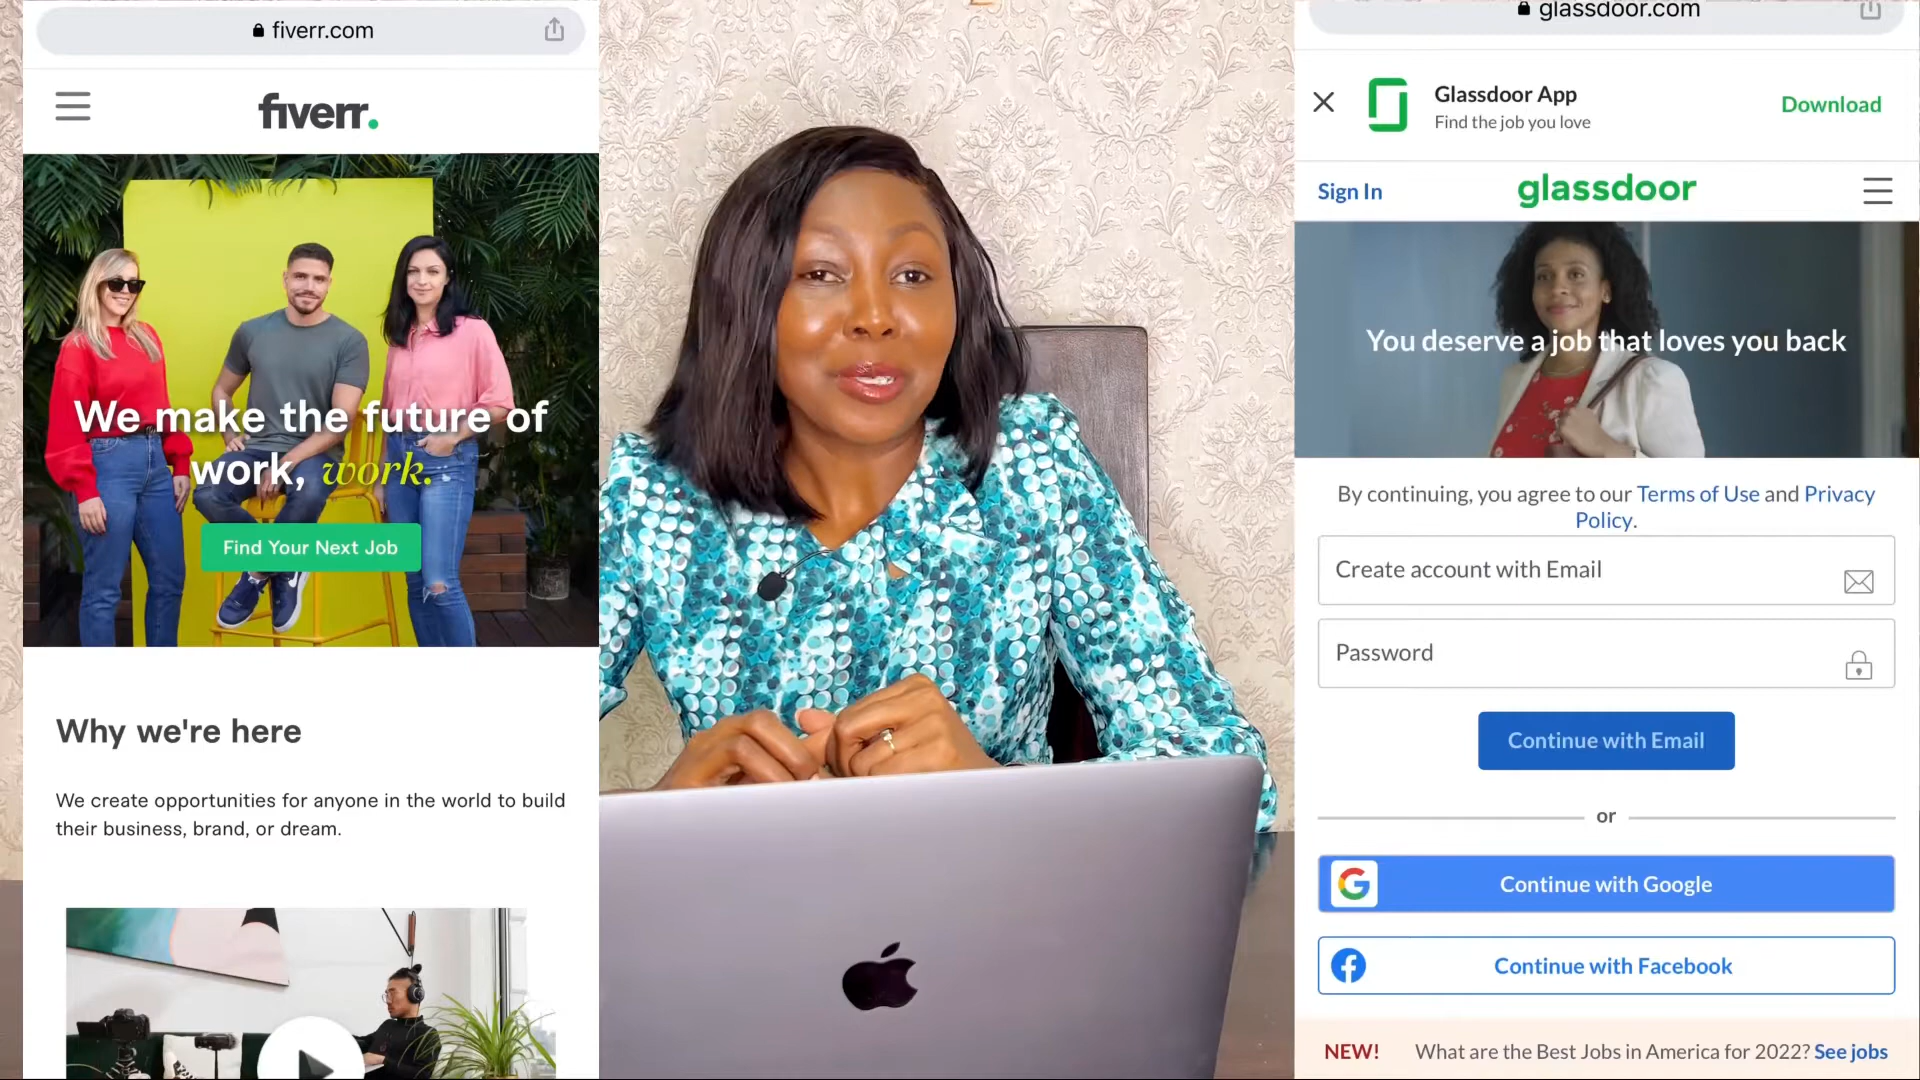 fiverr.com
fiverr.
We make the future of
work, work.
Find Your Next Job
Why we're here
We create opportunities for anyone in the world to build
their business, brand, or dream.
glassdoor.com
Glassdoor App
Find the job you love
Download
Sign In
glassdoor
You deserve a job that loves you back
By continuing, you agree to our Terms of Use and Privacy
Policy.
Create account with Email
Password
Continue with Email
or
Continue with Google
Continue with Facebook
NEW! What are the Best Jobs in America for 2022? See jobs